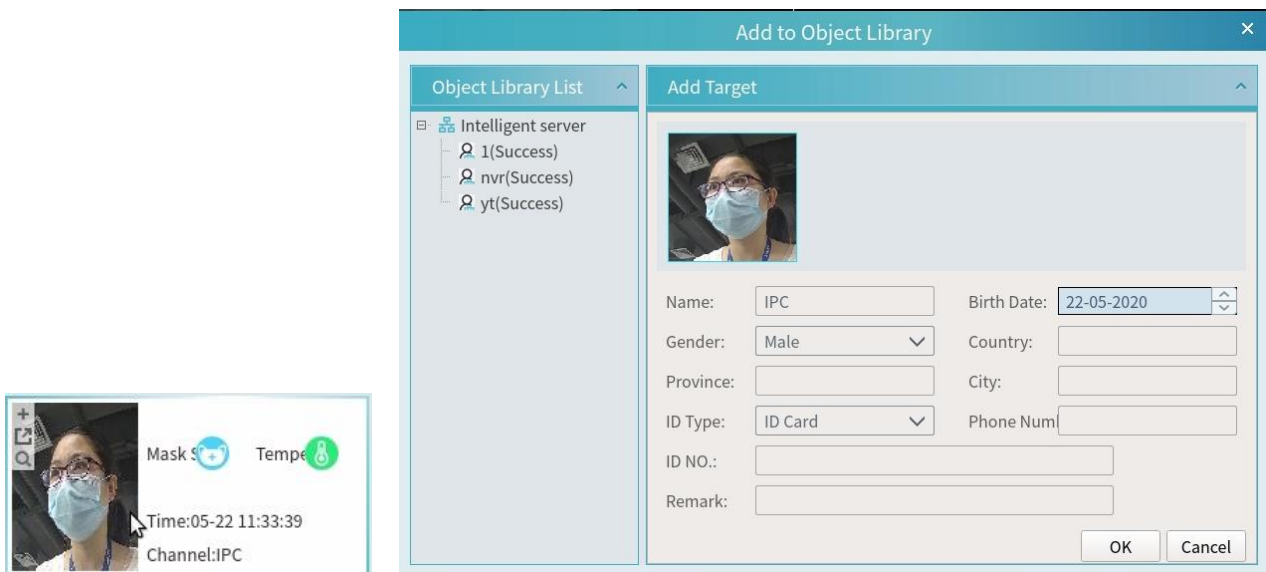 Add to Object Library
Object Library List
Intelligent server
1(Success)
nvr(Success)
yt(Success)
Add Target
Name: IPC Birth Date: 22-05-2020
Gender: Male Country:
Province: City:
ID Type: ID Card Phone Num
ID NO.:
Remark:
OK Cancel
Mask S Tempe
Time:05-22 11:33:39
Channel:IPC